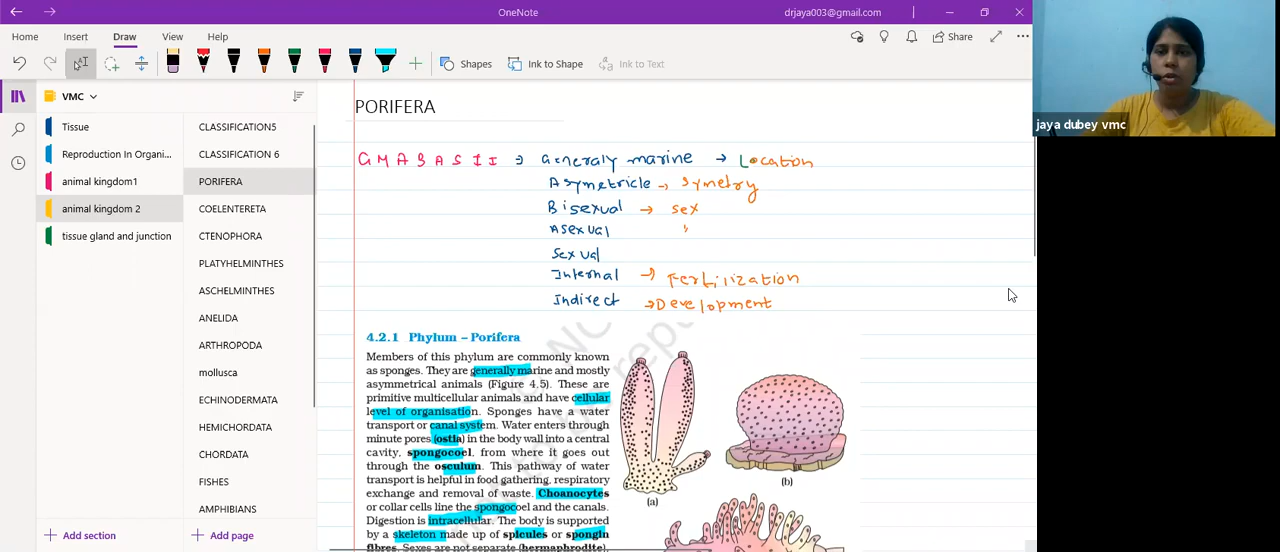 OneNote
drjaya003@gmail.com
Home Insert Draw View Help
Share
Shapes Ink to Shape Ink to Text
jaya dubey vmc
VMC
Tissue
Reproduction In Organi...
animal kingdom1
animal kingdom 2
tissue gland and junction
CLASSIFICATION5
CLASSIFICATION 6
PORIFERA
COELENTERETA
CTENOPHORA
PLATYHELMINTHES
ASCHELMINTHES
ANELIDA
ARTHROPODA
mollusca
ECHINODERMATA
HEMICHORDATA
CHORDATA
FISHES
AMPHIBIANS
Add section
Add page
PORIFERA
GMABASII : Generaly marine → Location
Asymetricle → Symetry
Bisexual → sex
Asexual "
Sexual
Internal → Fertilization
Indirect → Development
4.2.1 Phylum – Porifera
Members of this phylum are commonly known
as sponges. They are generally marine and mostly
asymmetrical animals (Figure 4.5). These are
primitive multicellular animals and have cellular
level of organisation. Sponges have a water
transport or canal system. Water enters through
minute pores (ostia) in the body wall into a central
cavity, spongocoel, from where it goes out
through the osculum. This pathway of water
transport is helpful in food gathering, respiratory
exchange and removal of waste. Choanocytes
or collar cells line the spongocoel and the canals.
Digestion is intracellular. The body is supported
by a skeleton made up of spicules or spongin
fibres. Sexes are not separate (hermaphrodite),
(a)
(b)